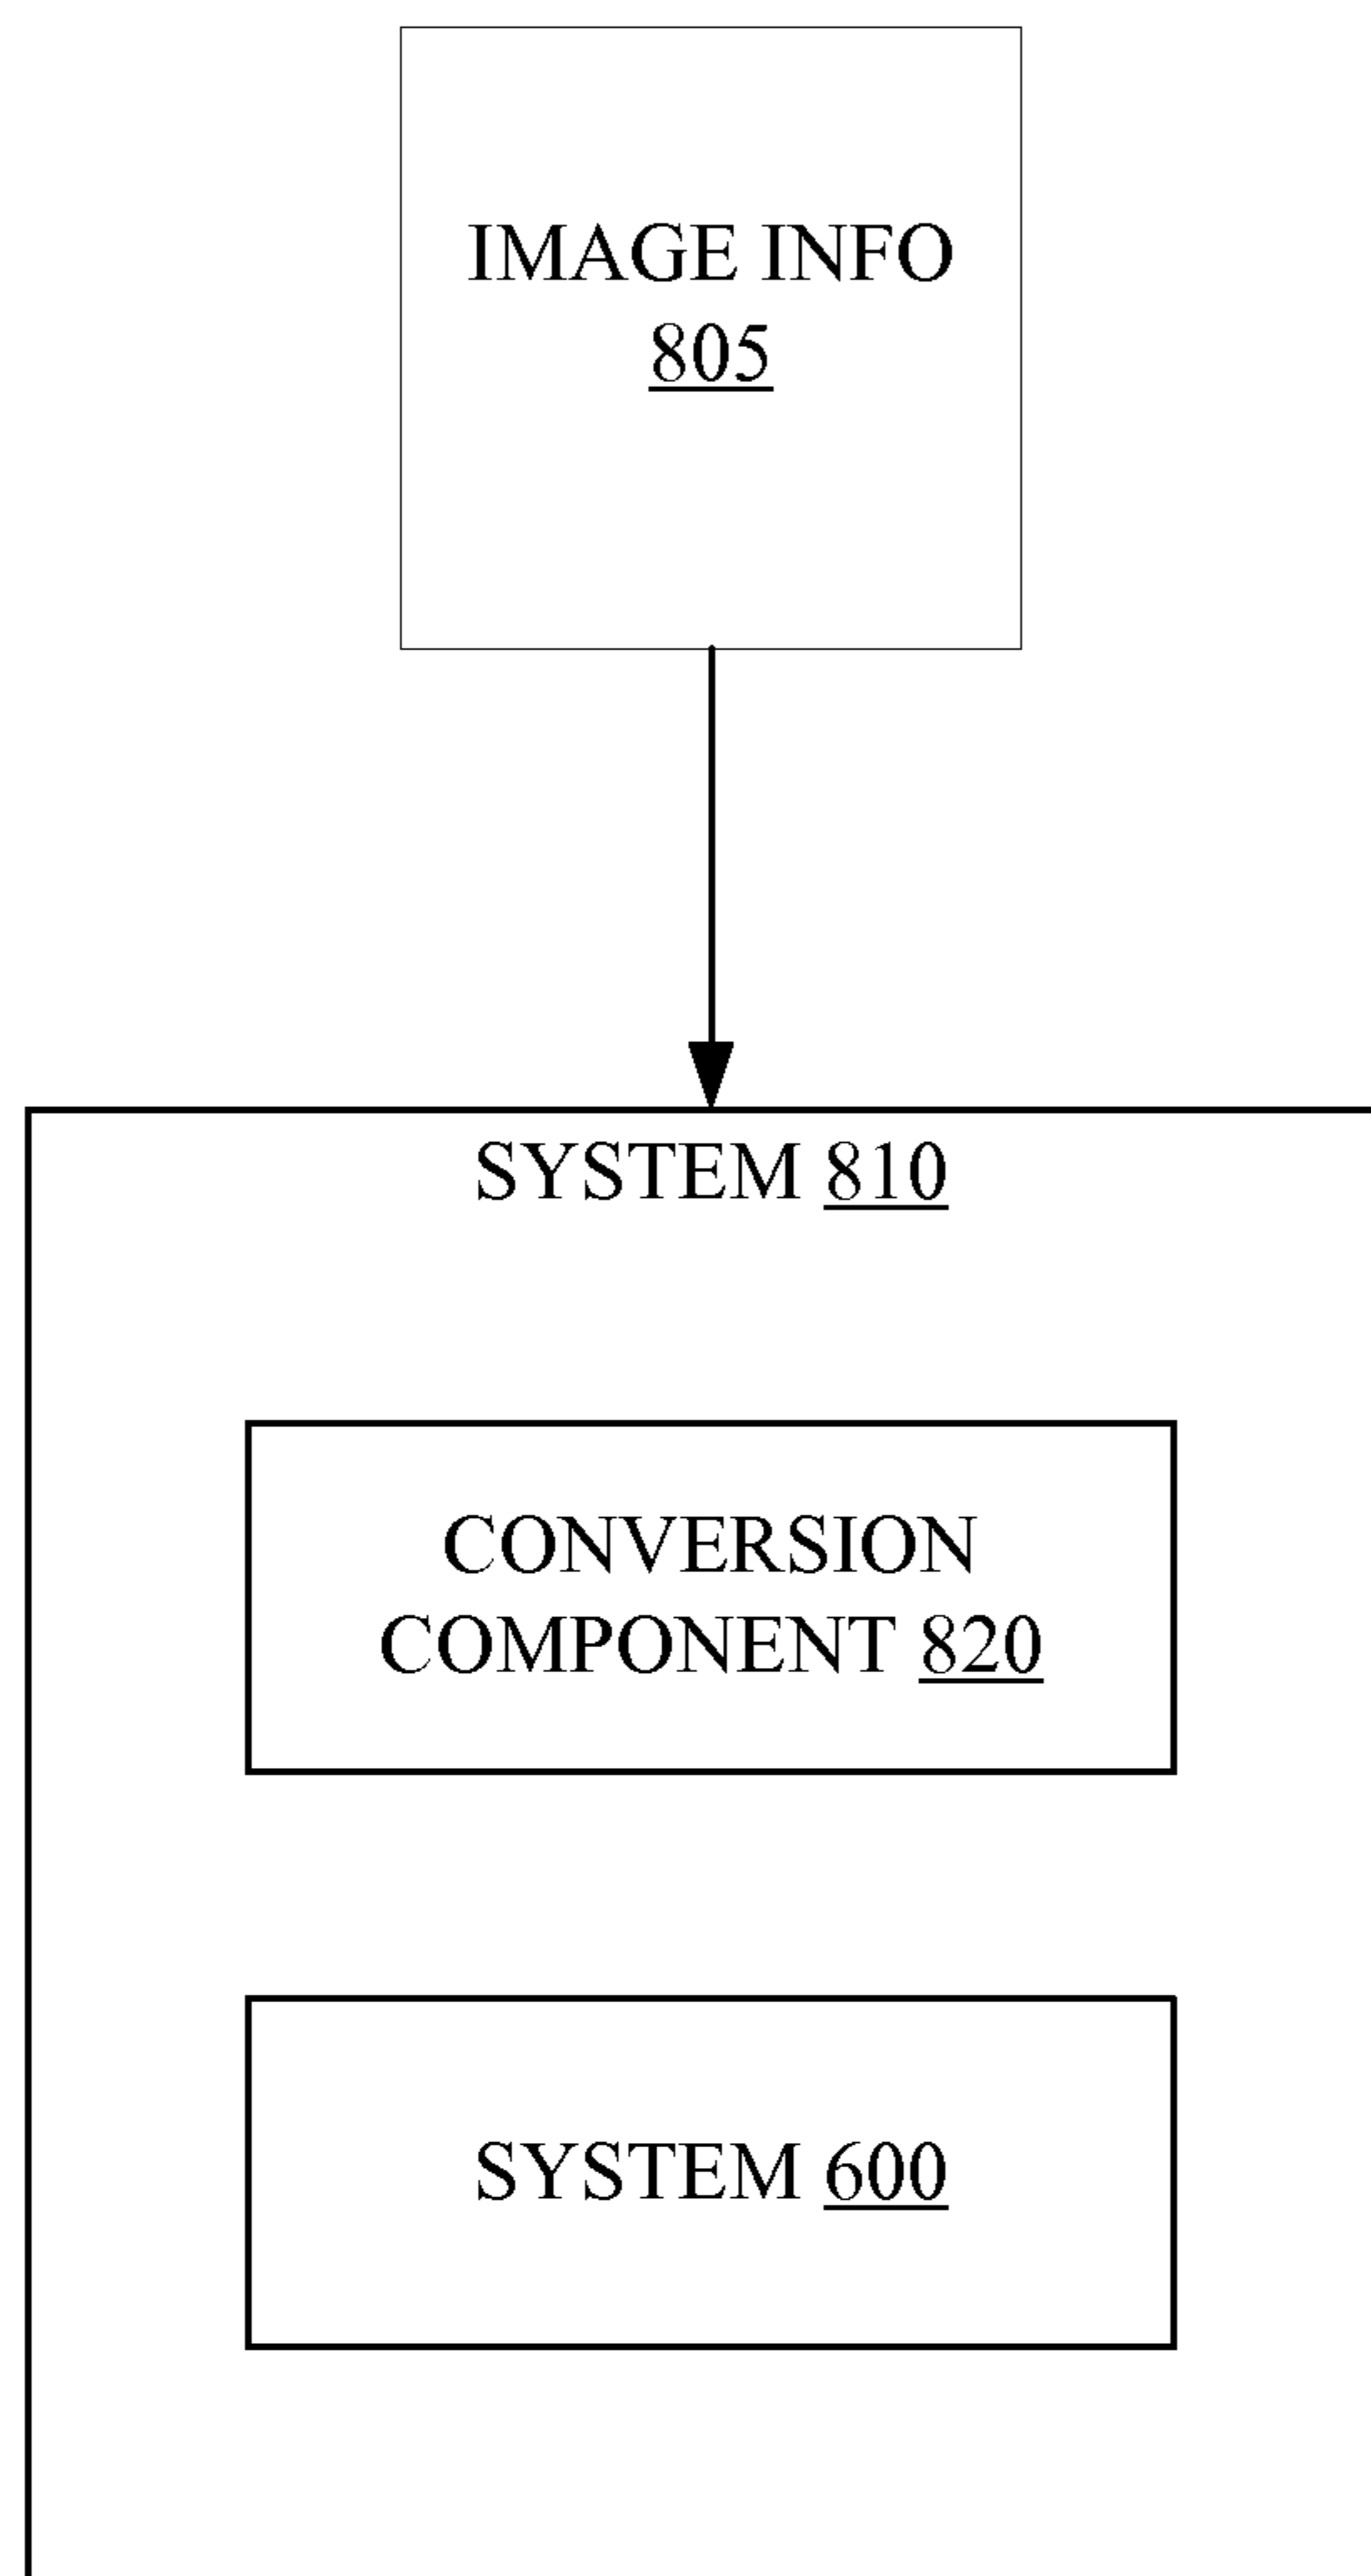 IMAGE INFO
805
SYSTEM 810
CONVERSION
COMPONENT 820
SYSTEM 600